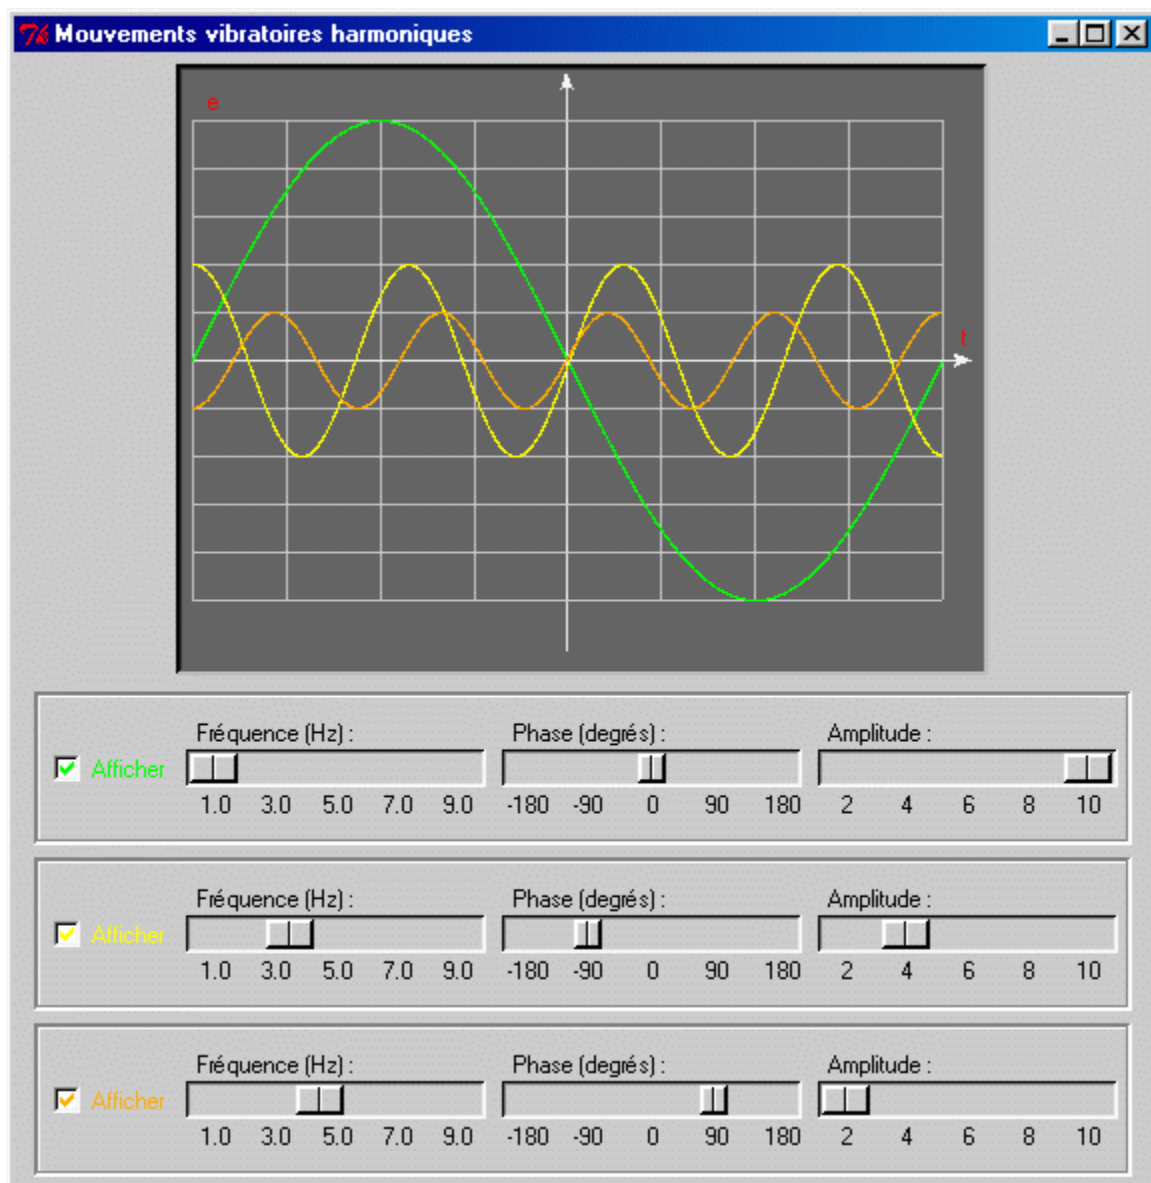 Mouvements vibratoires harmoniques
e
t
Afficher
Fréquence (Hz) : Phase (degrés) : Amplitude :
1.0 3.0 5.0 7.0 9.0 -180 -90 0 90 180 2 4 6 8 10
Afficher
Fréquence (Hz) : Phase (degrés) : Amplitude :
1.0 3.0 5.0 7.0 9.0 -180 -90 0 90 180 2 4 6 8 10
Afficher
Fréquence (Hz) : Phase (degrés) : Amplitude :
1.0 3.0 5.0 7.0 9.0 -180 -90 0 90 180 2 4 6 8 10